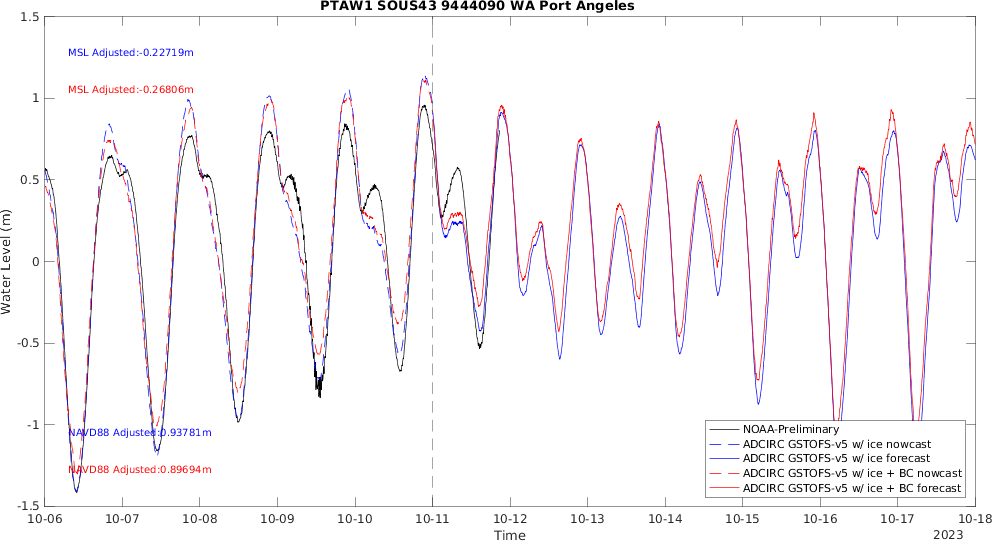 PTAW1 SOUS43 9444090 WA Port Angeles
1.5
MSL Adjusted:-0.22719m
MSL Adjusted:-0.26806m
1
0.5
0
-0.5
-1
-1.5
Water Level (m)
NAVD88 Adjusted:0.93781m
NAVD88 Adjusted:0.89694m
NOAA-Preliminary
ADCIRC GSTOFS-v5 w/ ice nowcast
ADCIRC GSTOFS-v5 w/ ice forecast
ADCIRC GSTOFS-v5 w/ ice + BC nowcast
ADCIRC GSTOFS-v5 w/ ice + BC forecast
10-06 10-07 10-08 10-09 10-10 10-11 10-12 10-13 10-14 10-15 10-16 10-17 10-18
Time
2023